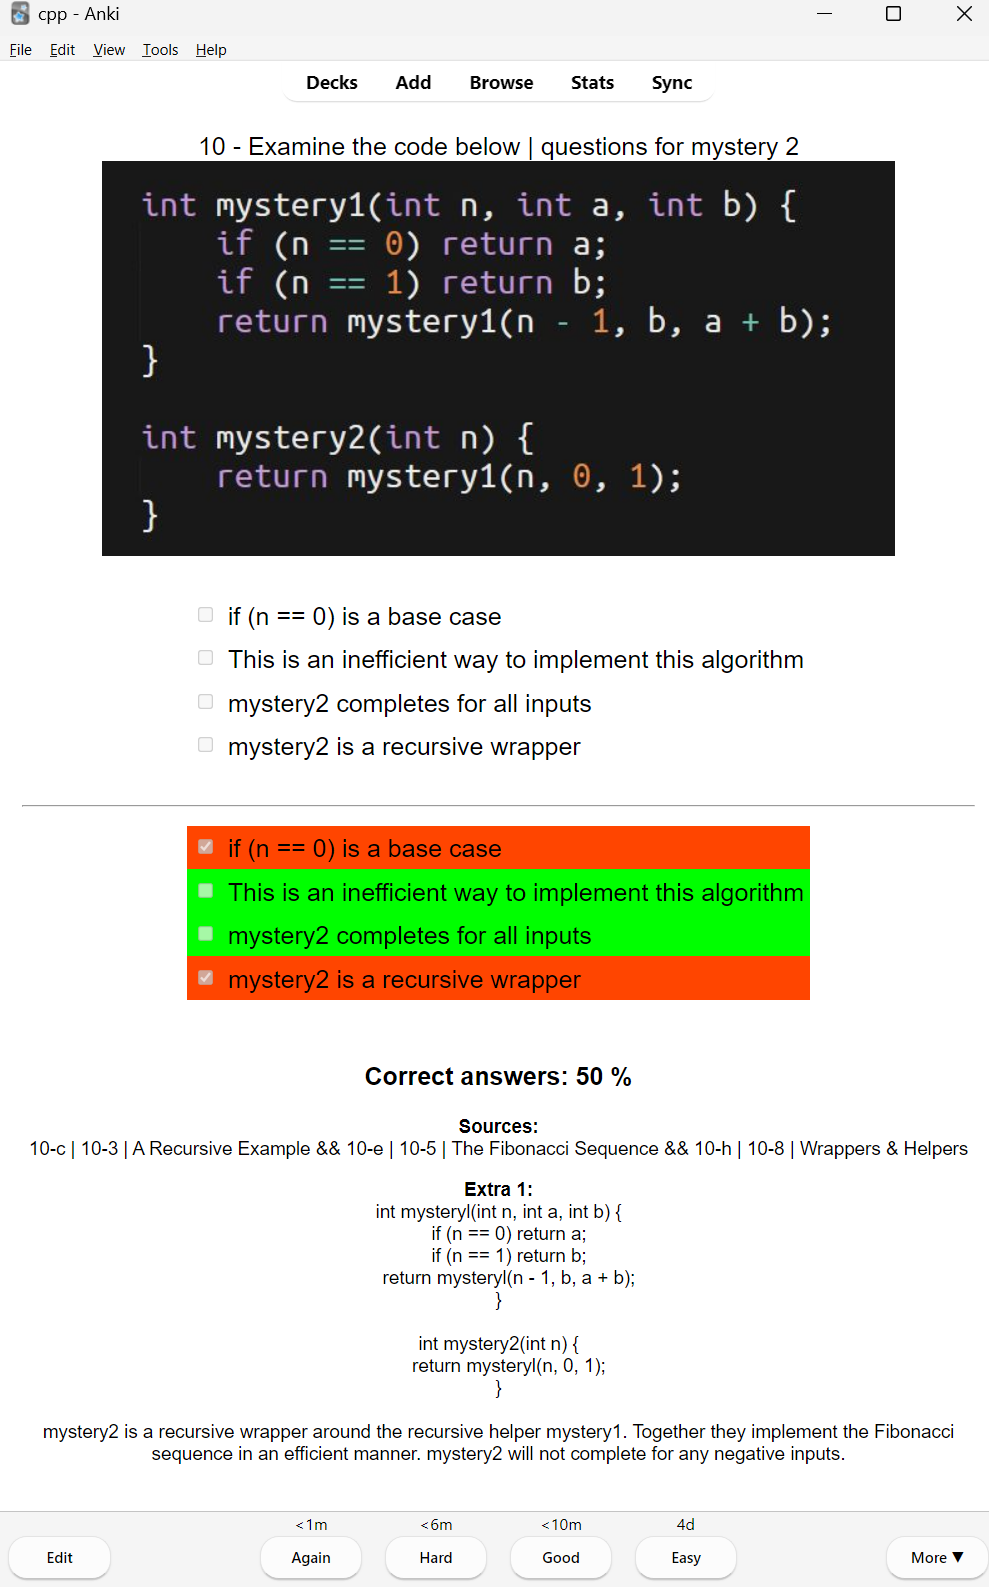 cpp - Anki
File Edit View Tools Help
Decks Add Browse Stats Sync
10 - Examine the code below | questions for mystery 2
int mystery1(int n, int a, int b) {
if (n == 0) return a;
if (n == 1) return b;
return mystery1(n - 1, b, a + b);
}
int mystery2(int n) {
return mystery1(n, 0, 1);
}
if (n == 0) is a base case
This is an inefficient way to implement this algorithm
mystery2 completes for all inputs
mystery2 is a recursive wrapper
if (n == 0) is a base case
This is an inefficient way to implement this algorithm
mystery2 completes for all inputs
mystery2 is a recursive wrapper
Correct answers: 50 %
Sources:
10-c | 10-3 | A Recursive Example && 10-e | 10-5 | The Fibonacci Sequence && 10-h | 10-8 | Wrappers & Helpers
Extra 1:
int mysteryl(int n, int a, int b) {
if (n == 0) return a;
if (n == 1) return b;
return mysteryl(n - 1, b, a + b);
}
int mystery2(int n) {
return mysteryl(n, 0, 1);
}
mystery2 is a recursive wrapper around the recursive helper mystery1. Together they implement the Fibonacci
sequence in an efficient manner. mystery2 will not complete for any negative inputs.
<1m <6m <10m 4d
Edit Again Hard Good Easy More ▼